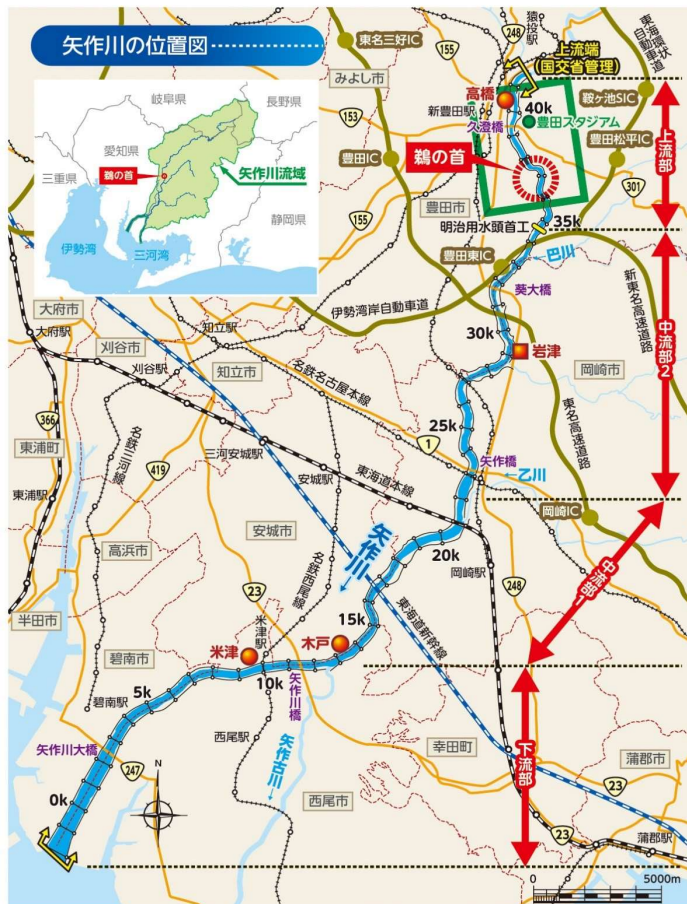 矢作川の位置図
岐阜県
長野県
愛知県
鵜の首
矢作川流域
三重県
静岡県
伊勢湾
三河湾
東名三好IC
猿投駅
248
155
上流端
(国交省管理)
東海環状
自動車道
みよし市
高橋
40k
鞍ヶ池SIC
新豊田駅
153
久澄橋
豊田スタジアム
豊田松平IC
上流部
豊田IC
鵜の首
301
155
豊田市
35k
明治用水頭首工
巴川
豊田東IC
葵大橋
新東名高速道路
伊勢湾岸自動車道
大府市
大府駅
知立駅
30k
岩津
中流部2
刈谷市
刈谷駅
知立市
名鉄名古屋本線
岡崎市
25k
366
名鉄三河線
1
東名高速道路
東浦町
419
三河安城駅
安城駅
矢作橋
乙川
東浦駅
東海道本線
岡崎IC
安城市
矢作川
20k
高浜市
名鉄西尾線
岡崎駅
248
中流部1
23
15k
東海道新幹線
半田市
米津駅
米津
木戸
碧南市
10k
矢作川橋
碧南駅
5k
西尾駅
矢作古川
下流部
矢作川大橋
幸田町
蒲郡市
247
N
0k
西尾市
23
23
蒲郡駅
0
5000m